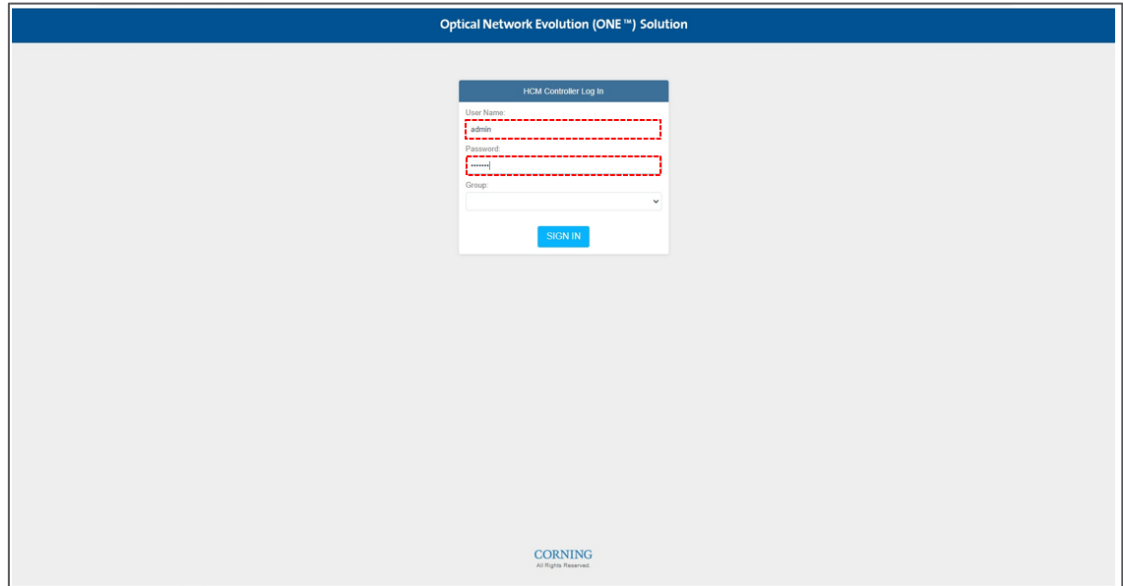 Optical Network Evolution (ONE™) Solution
HCM Controller Log In
User Name:
admin
Password:
•••••••
Group:
SIGN IN
CORNING
All Rights Reserved.